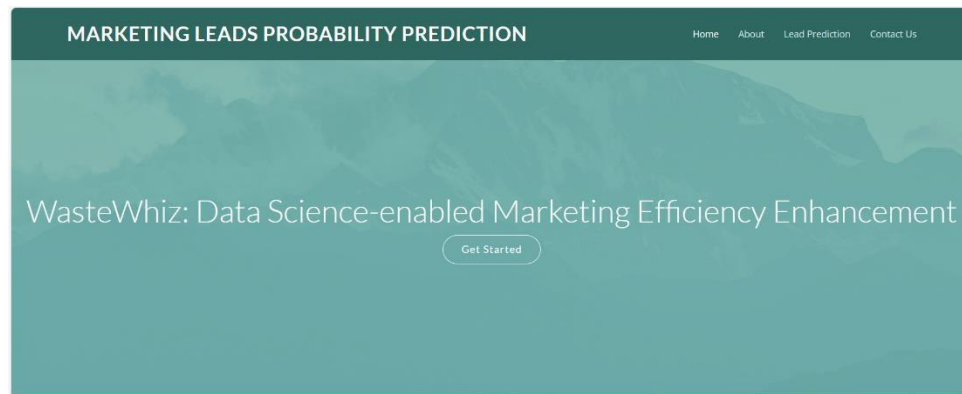 MARKETING LEADS PROBABILITY PREDICTION
Home About Lead Prediction Contact Us
WasteWhiz: Data Science-enabled Marketing Efficiency Enhancement
Get Started